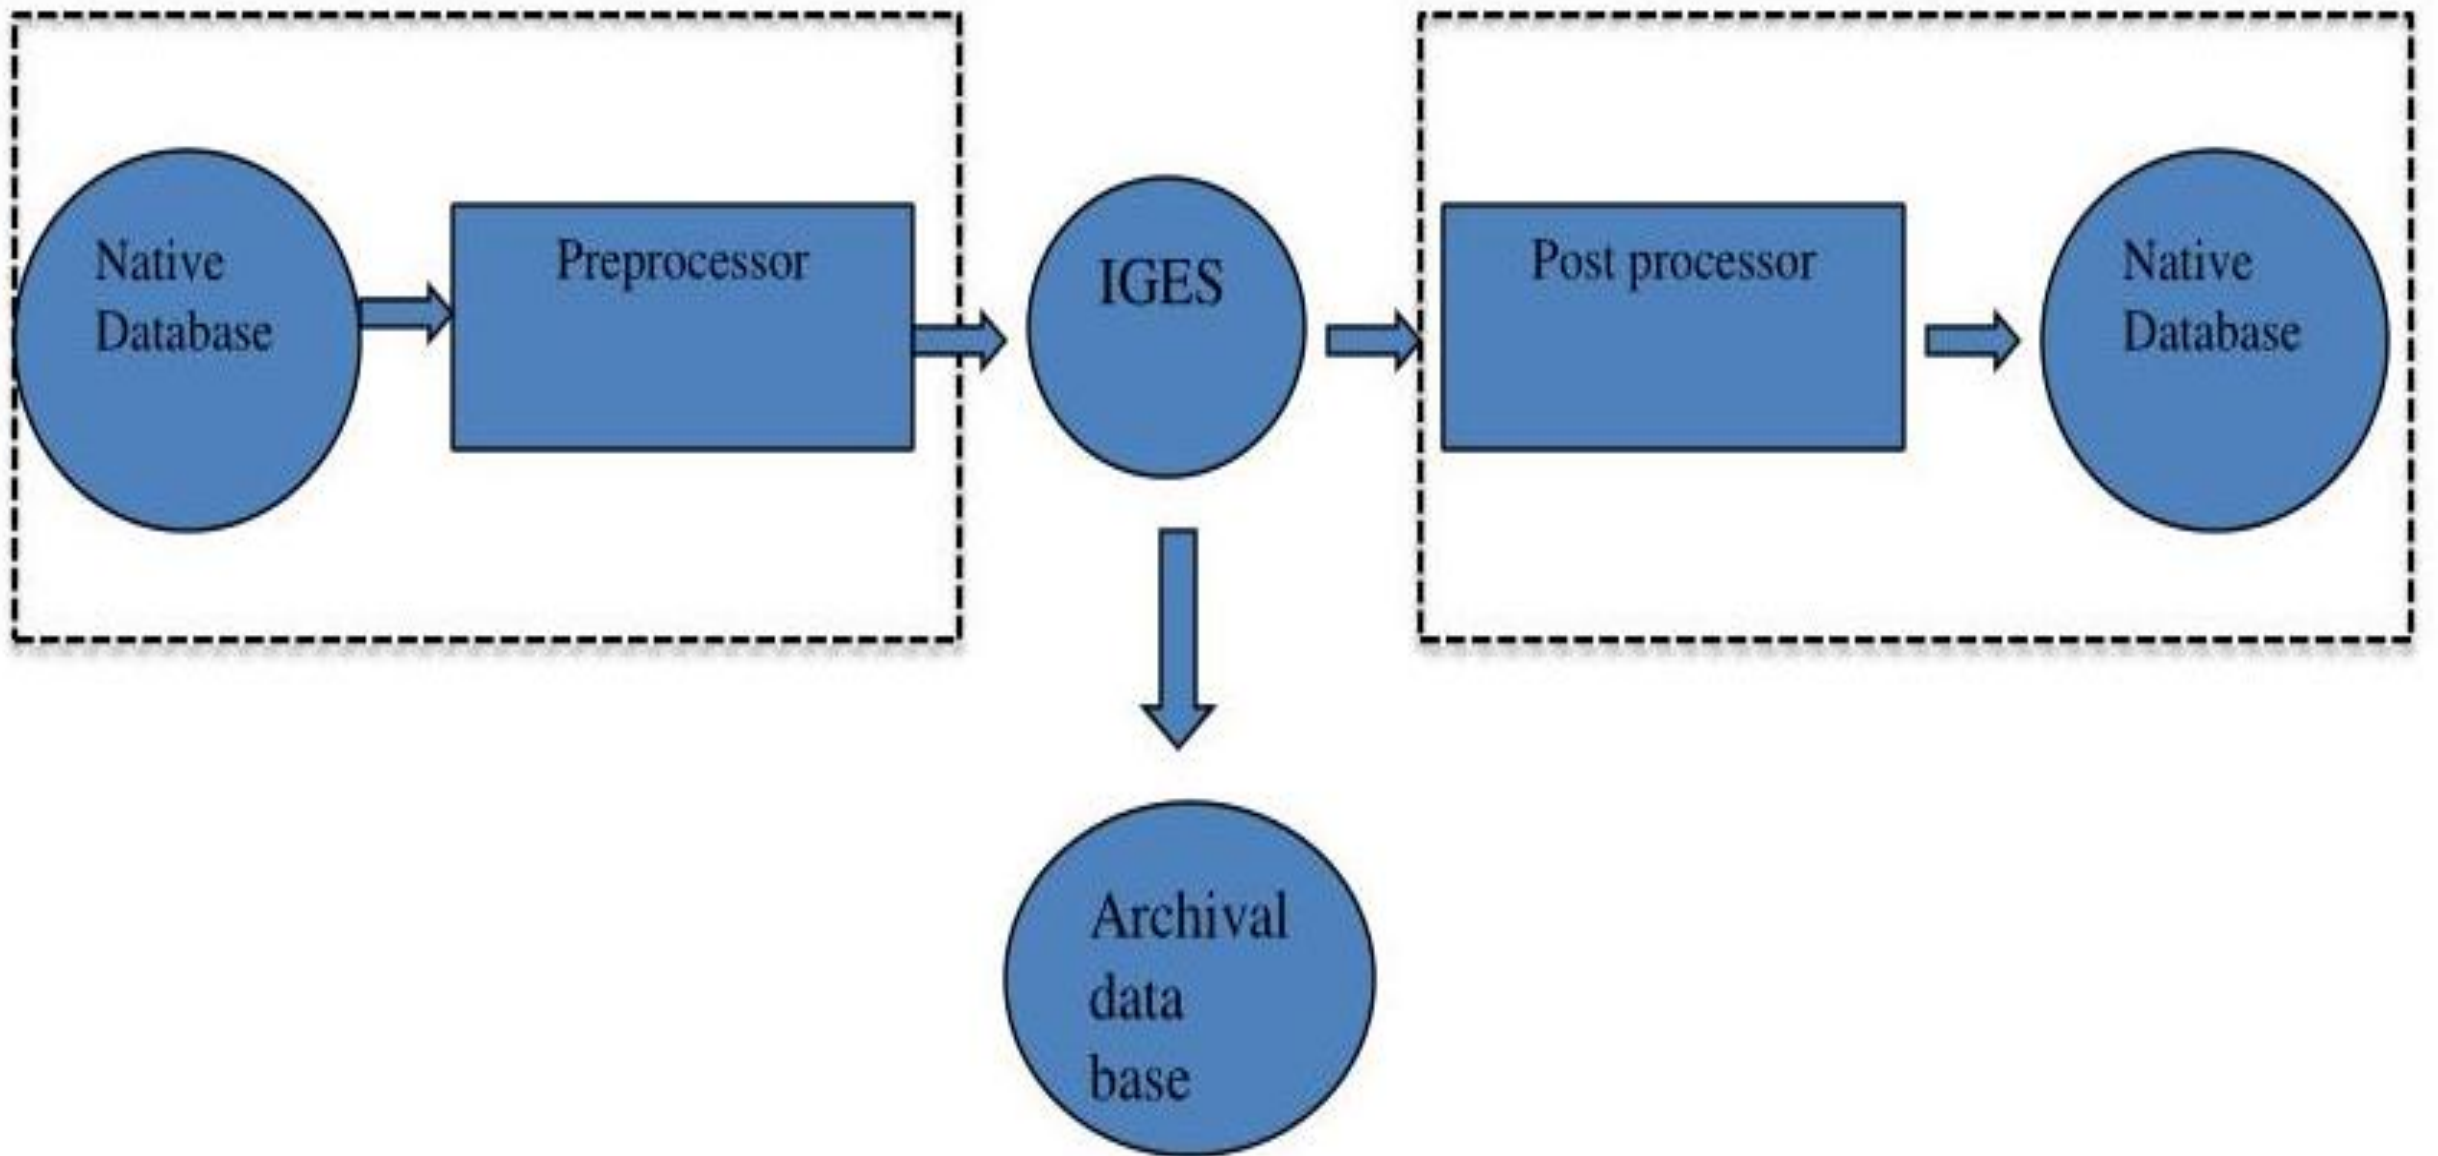 Native
Database
Preprocessor
IGES
Post processor
Native
Database
Archival
data
base